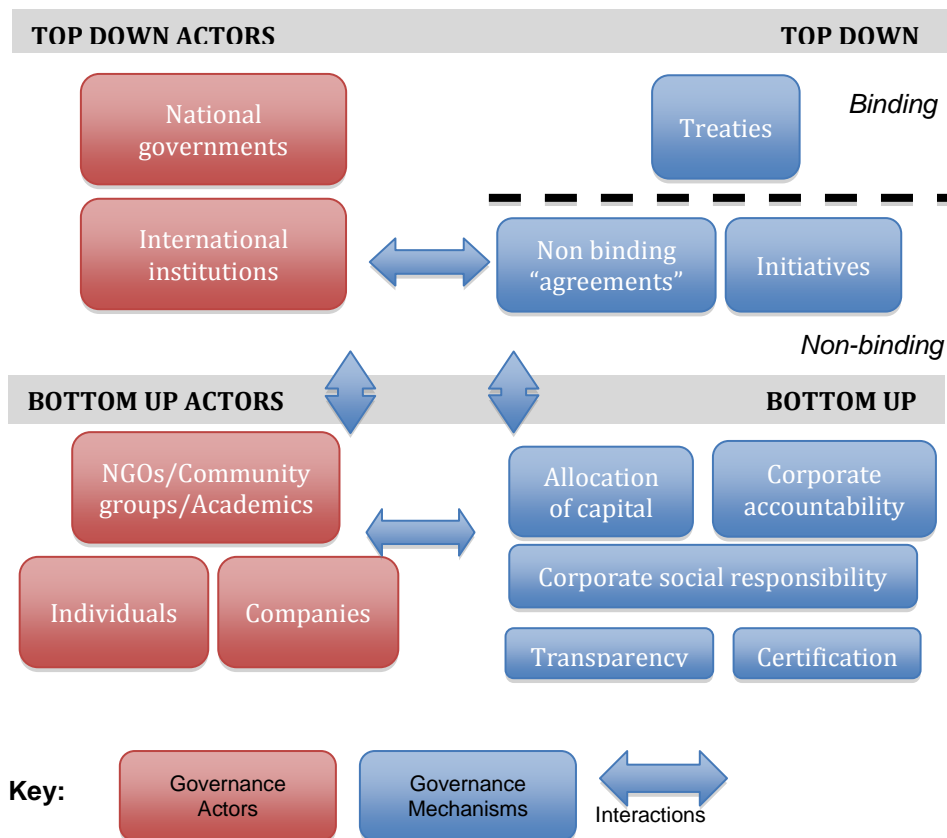 TOP DOWN ACTORS TOP DOWN
National
governments
Treaties
Binding
International
institutions
Non binding
“agreements”
Initiatives
Non-binding
BOTTOM UP ACTORS BOTTOM UP
NGOs/Community
groups/Academics
Allocation
of capital
Corporate
accountability
Corporate social responsibility
Individuals
Companies
Transparency
Certification
Key:
Governance
Actors
Governance
Mechanisms
Interactions